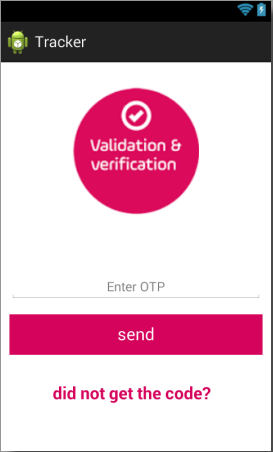 Tracker
Validation &
verification
Enter OTP
send
did not get the code?